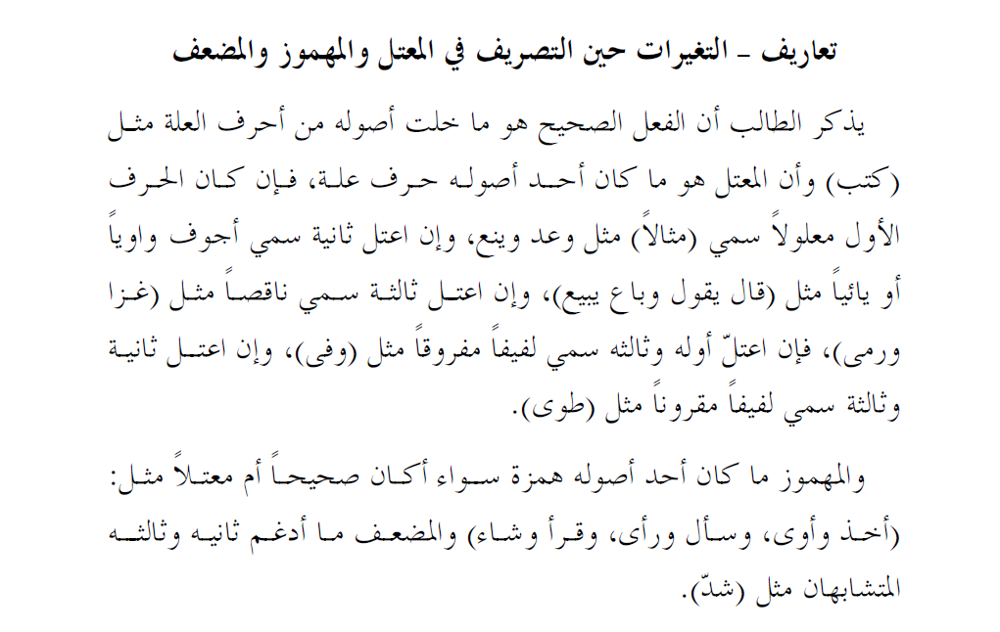 تعاريف – التغيرات حين التصريف في المعتل والمهموز والمضعف
يذكر الطالب أن الفعل الصحيح هو ما خلت أصوله من أحرف العلة مثل
(كتب) وأن المعتل هو ما كان أحد أصوله حرف علة، فإن كان الحرف
الأول معلولاً سمي (مثالاً) مثل وعد وينع، وإن اعتل ثانية سمي أجوف واوياً
أو يائياً مثل (قال يقول وباع يبيع)، وإن اعتل ثالثة سمي ناقصاً مثل (غزا
ورمى)، فإن اعتلّ أوله وثالثه سمي لفيفاً مفروقاً مثل (وفى)، وإن اعتل ثانية
وثالثة سمي لفيفاً مقروناً مثل (طوى).
والمهموز ما كان أحد أصوله همزة سواء أكان صحيحاً أم معتلاً مثل:
(أخذ وأوى، وسأل ورأى، وقرأ وشاء) والمضعف ما أدغم ثانيه وثالثه
المتشابهان مثل (شدّ).